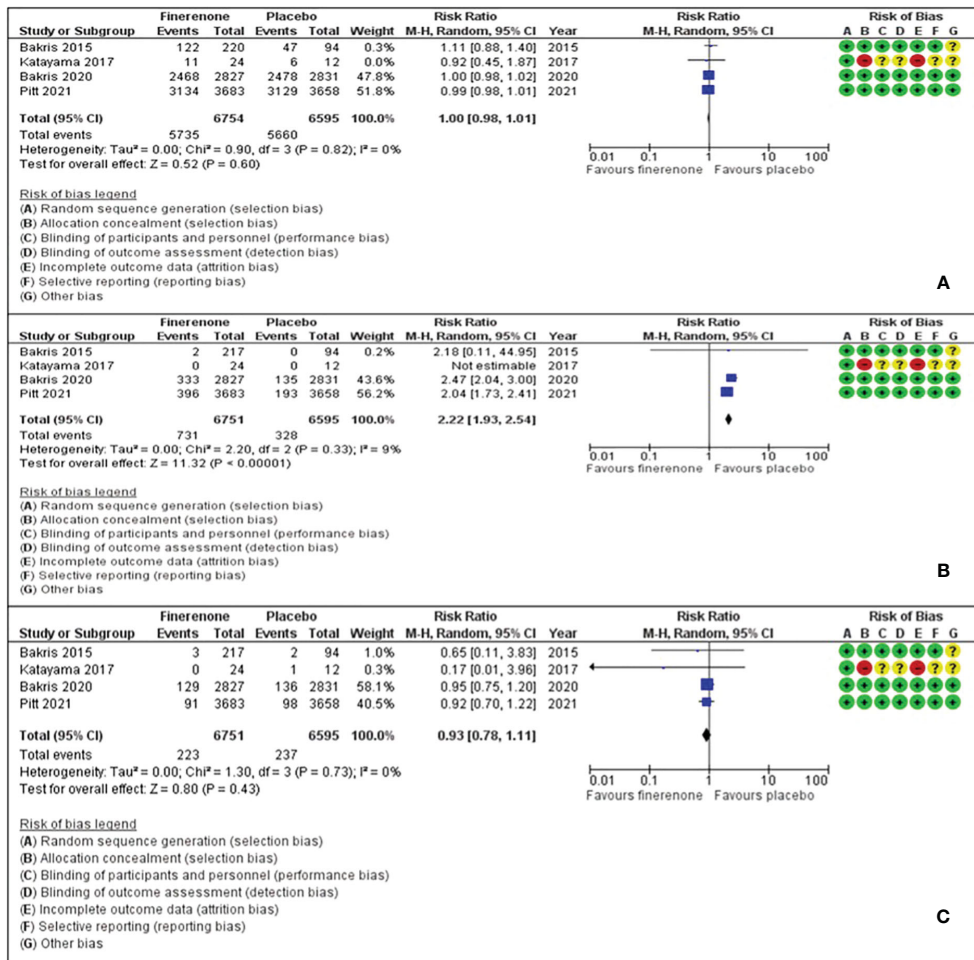 Finerenone Placebo Risk Ratio Risk Ratio Risk of Bias
Study or Subgroup Events Total Events Total Weight M-H, Random, 95% CI Year M-H, Random, 95% CI A B C D E F G
Bakris 2015 122 220 47 94 0.3% 1.11 [0.88, 1.40] 2015 + + + + + + ?
Katayama 2017 11 24 6 12 0.0% 0.92 [0.45, 1.87] 2017 + - ? ? - ? ?
Bakris 2020 2468 2827 2478 2831 47.8% 1.00 [0.98, 1.02] 2020 + + + + + + +
Pitt 2021 3134 3683 3129 3658 51.8% 0.99 [0.98, 1.01] 2021 + + + + + + +
Total (95% CI) 6754 6595 100.0% 1.00 [0.98, 1.01]
Total events 5735 5660
Heterogeneity: Tau² = 0.00; Chi² = 0.90, df = 3 (P = 0.82); I² = 0%
Test for overall effect: Z = 0.52 (P = 0.60)
0.01 0.1 1 10 100
Favours finerenone Favours placebo
Risk of bias legend
(A) Random sequence generation (selection bias)
(B) Allocation concealment (selection bias)
(C) Blinding of participants and personnel (performance bias)
(D) Blinding of outcome assessment (detection bias)
(E) Incomplete outcome data (attrition bias)
(F) Selective reporting (reporting bias)
(G) Other bias
A
Finerenone Placebo Risk Ratio Risk Ratio Risk of Bias
Study or Subgroup Events Total Events Total Weight M-H, Random, 95% CI Year M-H, Random, 95% CI A B C D E F G
Bakris 2015 2 217 0 94 0.2% 2.18 [0.11, 44.95] 2015 + + + + + + ?
Katayama 2017 0 24 0 12 Not estimable 2017 + - ? ? - ? ?
Bakris 2020 333 2827 135 2831 43.6% 2.47 [2.04, 3.00] 2020 + + + + + + +
Pitt 2021 396 3683 193 3658 56.2% 2.04 [1.73, 2.41] 2021 + + + + + + +
Total (95% CI) 6751 6595 100.0% 2.22 [1.93, 2.54]
Total events 731 328
Heterogeneity: Tau² = 0.00; Chi² = 2.20, df = 2 (P = 0.33); I² = 9%
Test for overall effect: Z = 11.32 (P < 0.00001)
0.01 0.1 1 10 100
Favours finerenone Favours placebo
Risk of bias legend
(A) Random sequence generation (selection bias)
(B) Allocation concealment (selection bias)
(C) Blinding of participants and personnel (performance bias)
(D) Blinding of outcome assessment (detection bias)
(E) Incomplete outcome data (attrition bias)
(F) Selective reporting (reporting bias)
(G) Other bias
B
Finerenone Placebo Risk Ratio Risk Ratio Risk of Bias
Study or Subgroup Events Total Events Total Weight M-H, Random, 95% CI Year M-H, Random, 95% CI A B C D E F G
Bakris 2015 3 217 2 94 1.0% 0.65 [0.11, 3.83] 2015 + + + + + + ?
Katayama 2017 0 24 1 12 0.3% 0.17 [0.01, 3.96] 2017 + - ? ? - ? ?
Bakris 2020 129 2827 136 2831 58.1% 0.95 [0.75, 1.20] 2020 + + + + + + +
Pitt 2021 91 3683 98 3658 40.5% 0.92 [0.70, 1.22] 2021 + + + + + + +
Total (95% CI) 6751 6595 100.0% 0.93 [0.78, 1.11]
Total events 223 237
Heterogeneity: Tau² = 0.00; Chi² = 1.30, df = 3 (P = 0.73); I² = 0%
Test for overall effect: Z = 0.80 (P = 0.43)
0.01 0.1 1 10 100
Favours finerenone Favours placebo
Risk of bias legend
(A) Random sequence generation (selection bias)
(B) Allocation concealment (selection bias)
(C) Blinding of participants and personnel (performance bias)
(D) Blinding of outcome assessment (detection bias)
(E) Incomplete outcome data (attrition bias)
(F) Selective reporting (reporting bias)
(G) Other bias
C